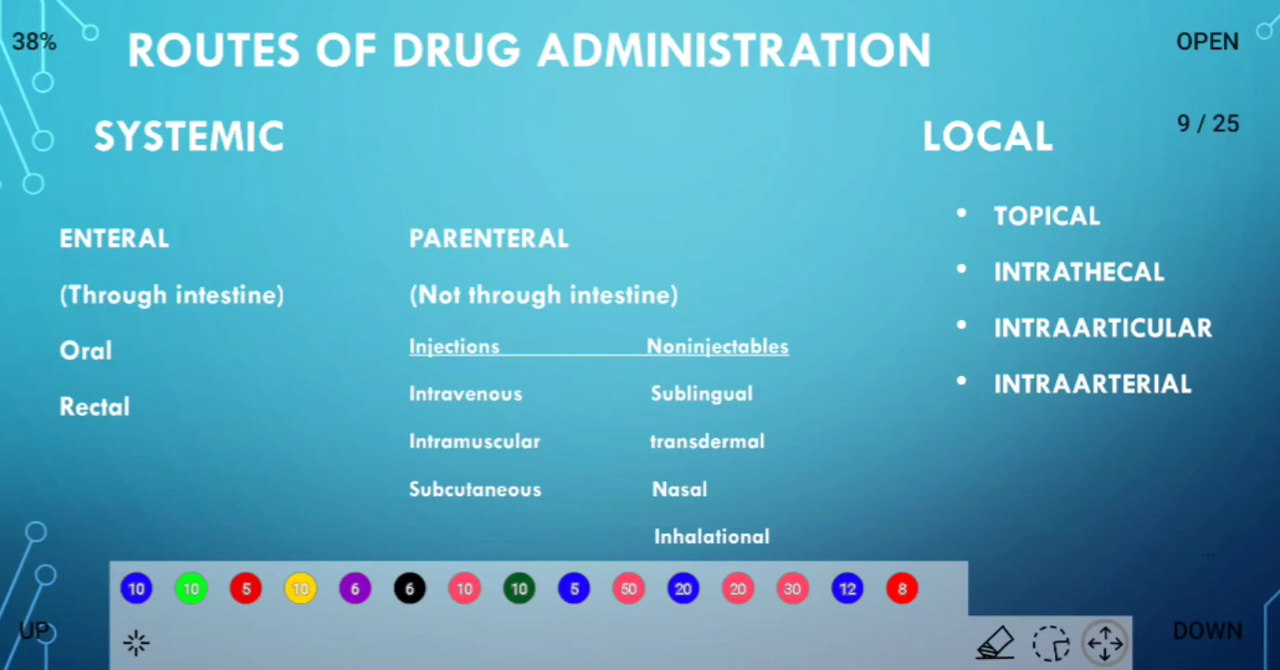 38%
ROUTES OF DRUG ADMINISTRATION
OPEN
9 / 25
SYSTEMIC
LOCAL
ENTERAL
(Through intestine)
Oral
Rectal
PARENTERAL
(Not through intestine)
Injections Noninjectables
Intravenous Sublingual
Intramuscular transdermal
Subcutaneous Nasal
Inhalational
• TOPICAL
• INTRATHECAL
• INTRAARTICULAR
• INTRAARTERIAL
10 10 5 10 6 6 10 10 5 50 20 20 30 12 8
UP
DOWN